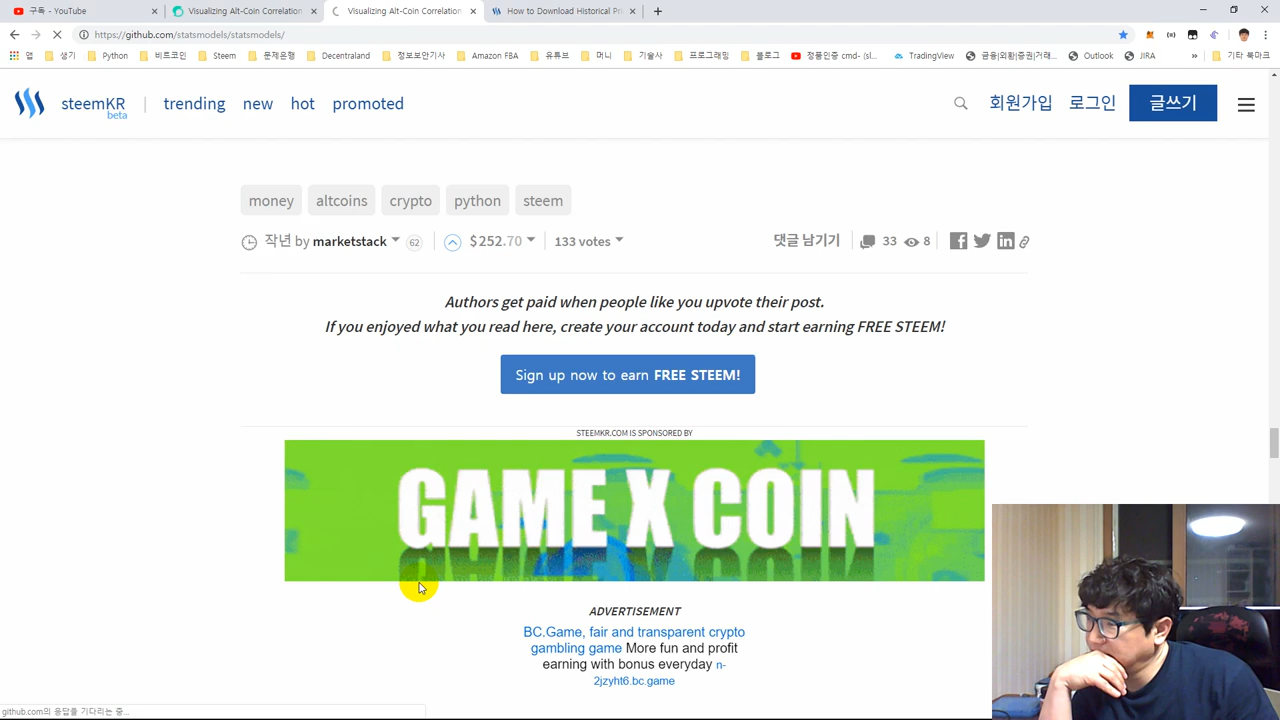 구독 - YouTube
Visualizing Alt-Coin Correlation
Visualizing Alt-Coin Correlation
How to Download Historical Pri
https://github.com/statsmodels/statsmodels/
앱
생기
Python
비트코인
Steem
문제운동
Decentraland
정보보안기사
Amazon FBA
유튜브
머니
기술사
프로그래밍
블로그
정품인증 cmd- (sl...
TradingView
금융|외환|증권|거래...
Outlook
JIRA
»
기타 북마크
steemKR
beta
trending
new
hot
promoted
회원가입
로그인
글쓰기
money
altcoins
crypto
python
steem
작년 by marketstack
62
$252.70
133 votes
댓글 남기기
33
8
Authors get paid when people like you upvote their post.
If you enjoyed what you read here, create your account today and start earning FREE STEEM!
Sign up now to earn FREE STEEM!
STEEMKR.COM IS SPONSORED BY
GAME X COIN
ADVERTISEMENT
BC.Game, fair and transparent crypto
gambling game More fun and profit
earning with bonus everyday n-
2jzyht6.bc.game
github.com의 응답을 기다리는 중...